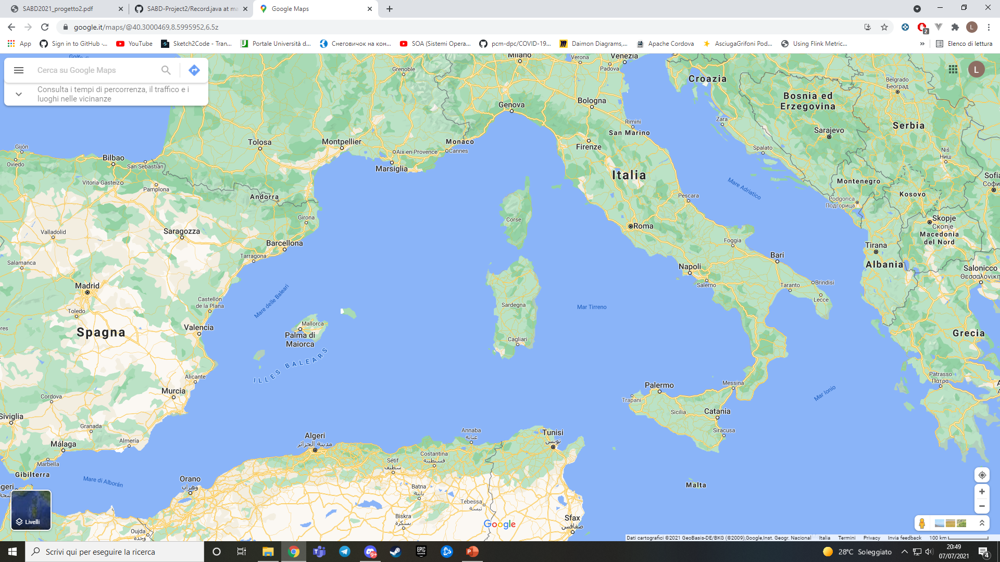 SABD2021_progetto2.pdf
SABD-Project2/Record.java at ma
Google Maps
google.it/maps/@40.3000469,8.5995952,6.5z
2
L
App
Sign in to GitHub ·...
YouTube
Sketch2Code - Tran...
Portale Università d...
Снеговичок на кон...
SOA (Sistemi Opera...
pcm-dpc/COVID-19...
Daimon Diagrams,...
Apache Cordova
AsciugaGrifoni Pod...
Using Flink Metric...
»
Elenco di lettura
Cerca su Google Maps
Consulta i tempi di percorrenza, il traffico e i
luoghi nelle vicinanze
L
Golfo di
Milano
Verona
Venezia
Padova
Grenoble
Croazia
Belgrado
Београд
Bosnia ed
Erzegovina
Bologna
Genova
Zara
Rimini
San Marino
Sarajevo
Serbia
Tolosa
Montpellier
Monaco
Aix-en-Provence
Cannes
Firenze
Spalato
Niš
Ниш
Gijón
Oviedo
Bilbao
San Sebastián
Marsiglia
Italia
Vitoria-Gasteiz
Pamplona
Mare Adriatico
Montenegro
Sofia
Софи
Andorra
Pescara
Podgorica
Подгорица
Kosovo
Girona
Corse
Skopje
Скопје
Macedonia
del Nord
Valladolid
Saragozza
Roma
Foggia
Barcellona
Tirana
Albania
Tarragona
Bari
Salamanca
Napoli
Salonicco
Θεσσαλονίκη
Madrid
Salerno
Taranto
Brindisi
Lecce
Mare delle Baleari
Castellón
de la Plana
Sardegna
Mar Tirreno
Toledo
Mallorca
Palma di
Maiorca
Spagna
Valencia
eres
Cagliari
Grecia
ILLES BALEARS
Alicante
Patrasso
Πάτρα
Murcia
Palermo
Messina
Mar Ionio
Cordova
Trapani
Sicilia
Catania
Siviglia
Granada
Siracusa
Almería
Algeri
مدينة الجزائر
Annaba
عنابة
Tunisi
تونس
Málaga
Marbella
Costantina
قسنطينة
Sétif
سطيف
Gibilterra
Mare di Alborán
Orano
وهران
Malta
Batna
باتنة
Tebessa
تبسة
Biskra
بسكرة
Sfax
صفاقس
Oujda
وجدة
Livelli
Google
Dati cartografici ©2021 GeoBasis-DE/BKG (©2009),Google,Inst. Geogr. Nacional
Italia
Termini
Privacy
Invia feedback
100 km
Scrivi qui per eseguire la ricerca
9+
EPIC
GAMES
28°C Soleggiato
20:49
07/07/2021
4